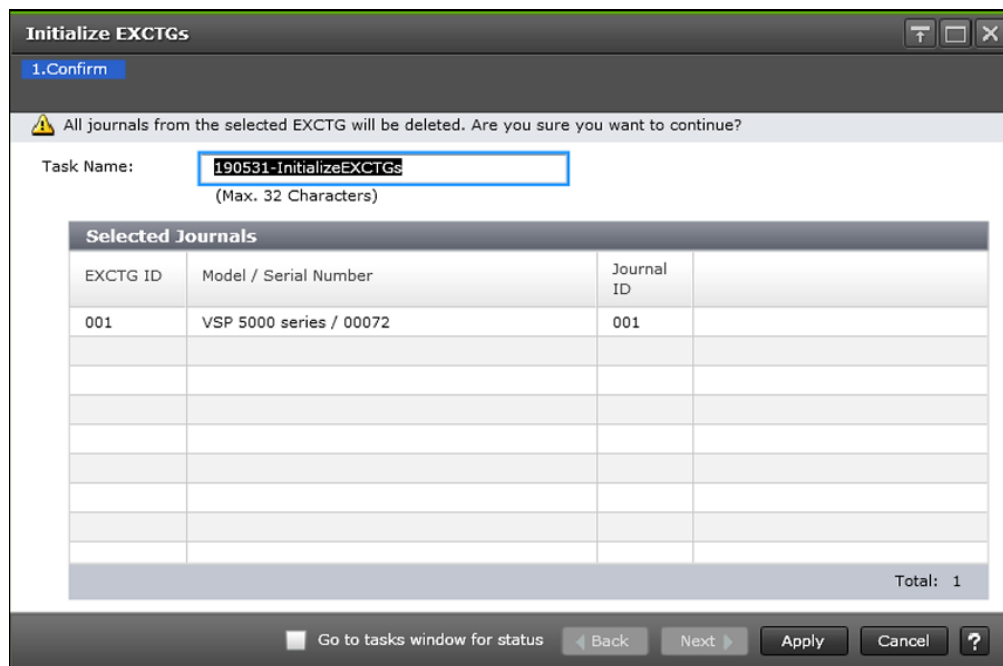 Initialize EXCTGs
1.Confirm
All journals from the selected EXCTG will be deleted. Are you sure you want to continue?
Task Name: 190531-InitializeEXCTGs
(Max. 32 Characters)
Selected Journals
EXCTG ID Model / Serial Number Journal ID
001 VSP 5000 series / 00072 001
Total: 1
Go to tasks window for status Back Next Apply Cancel ?